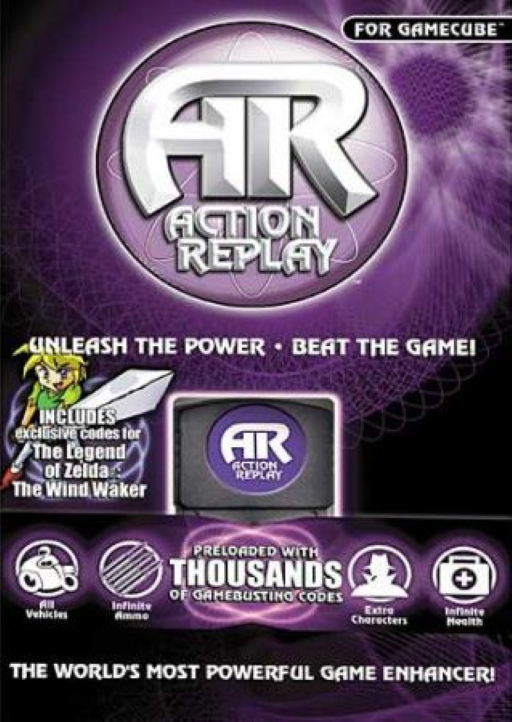 FOR GAMECUBE™
AR
ACTION
REPLAY
™
UNLEASH THE POWER • BEAT THE GAME!
INCLUDES
exclusive codes for
The Legend
of Zelda :
The Wind Waker
AR
ACTION
REPLAY
PRELOADED WITH
THOUSANDS
OF GAMEBUSTING CODES
All
Vehicles
Infinite
Ammo
Extra
Characters
Infinite
Health
THE WORLD'S MOST POWERFUL GAME ENHANCER!